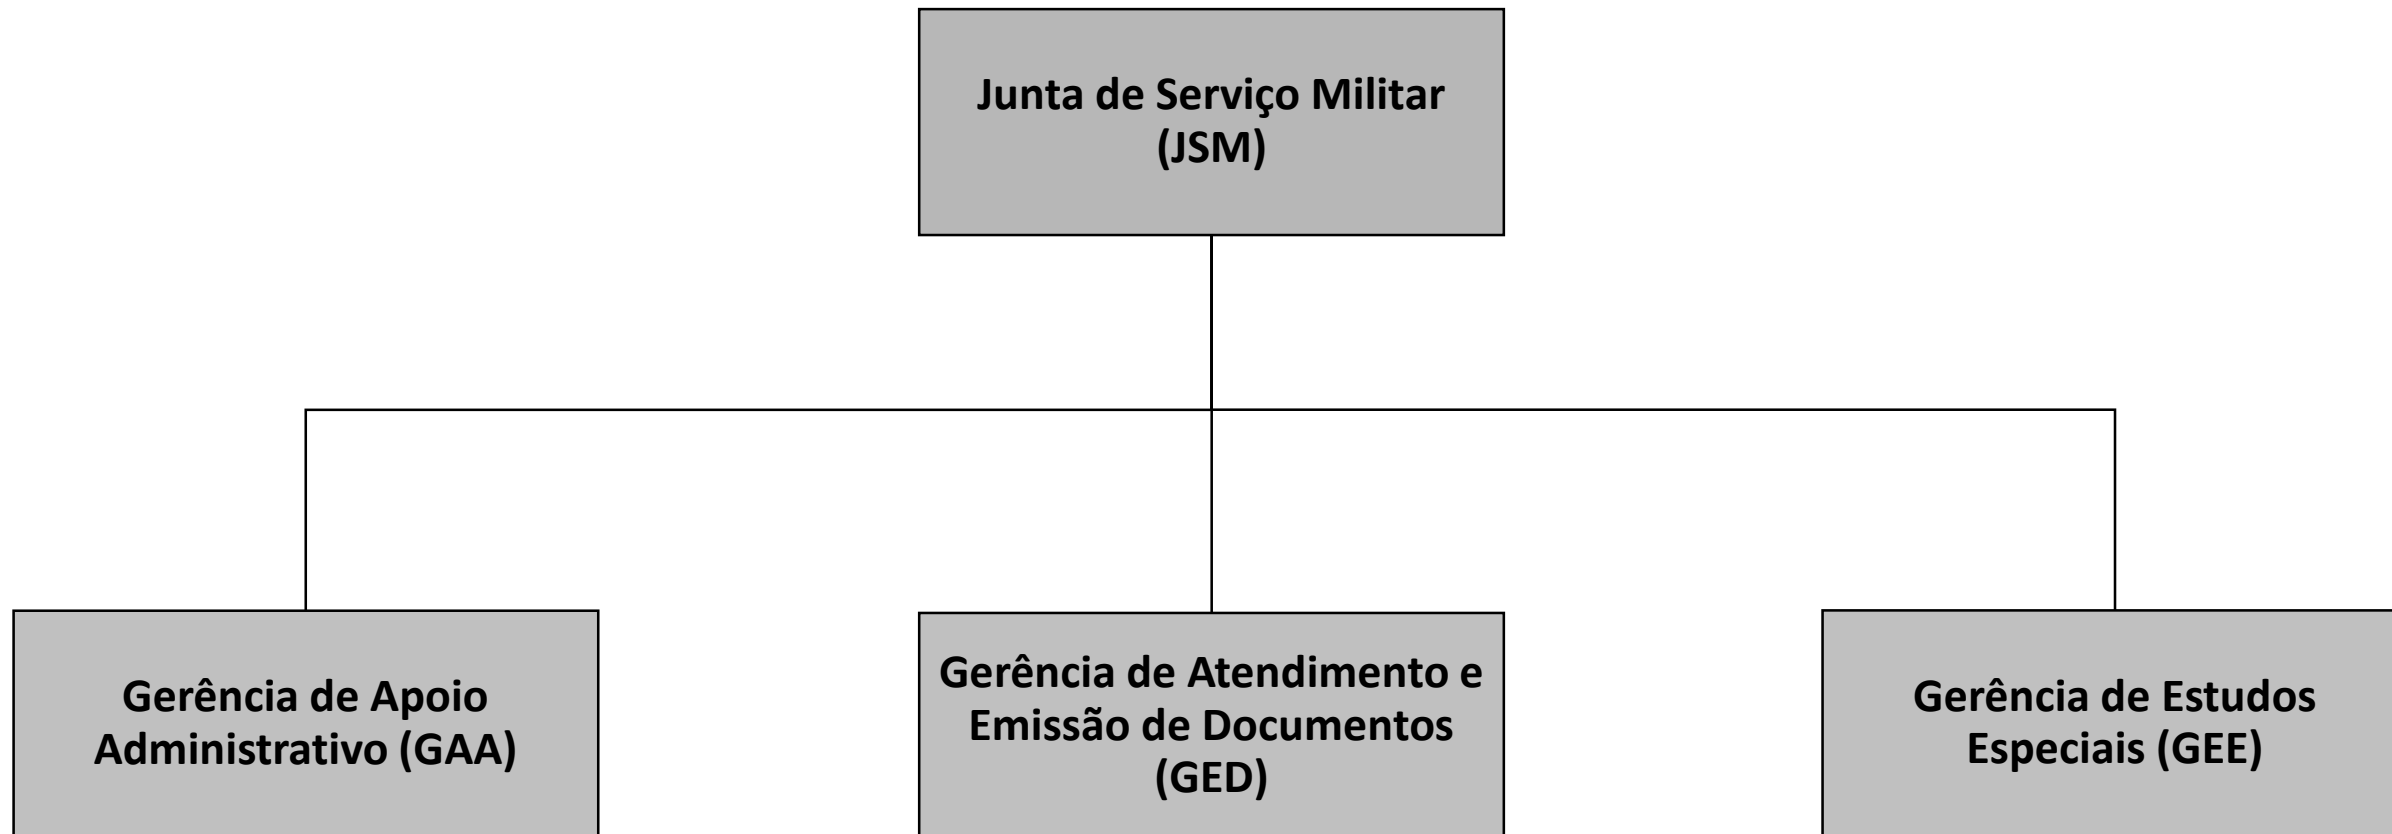 Junta de Serviço Militar
(JSM)
Gerência de Apoio
Administrativo (GAA)
Gerência de Atendimento e
Emissão de Documentos
(GED)
Gerência de Estudos
Especiais (GEE)